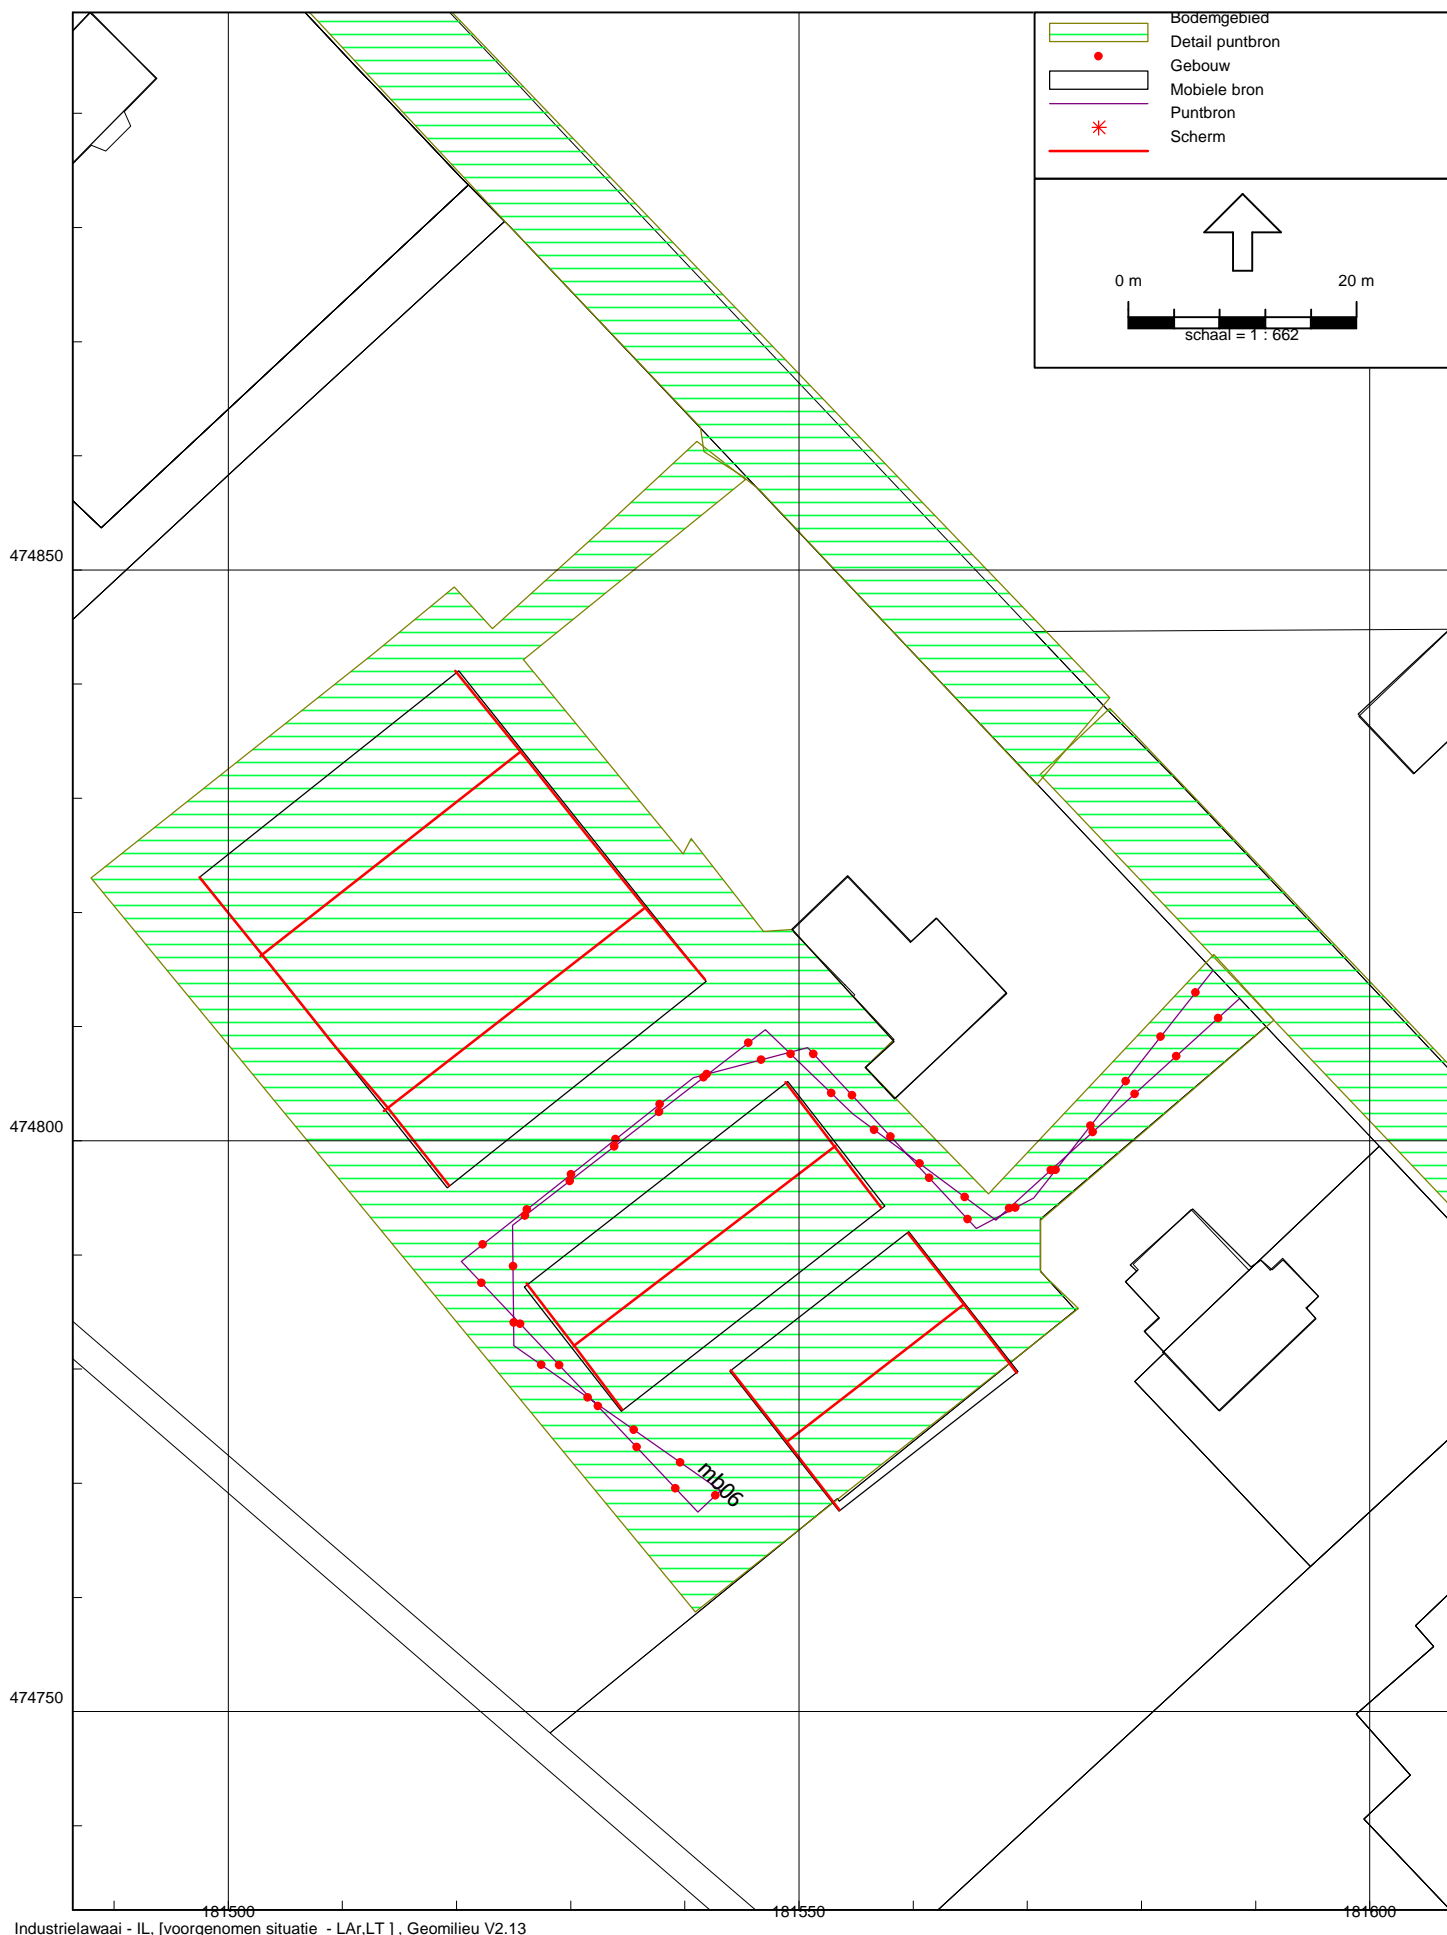 Bodemgebied
Detail puntbron
Gebouw
Mobiele bron
Puntbron
Scherm
0 m 20 m
schaal = 1 : 662
474850
474800
mb06
474750
181500 181550 181600
Industrielawaai - IL, [voorgenomen situatie - LAr,LT ] , Geomilieu V2.13